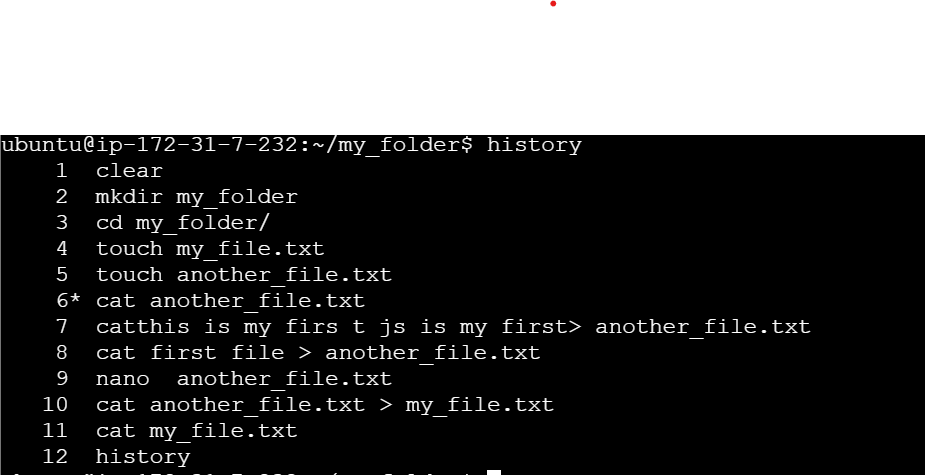 ubuntu@ip-172-31-7-232:~/my_folder$ history
1 clear
2 mkdir my_folder
3 cd my_folder/
4 touch my_file.txt
5 touch another_file.txt
6* cat another_file.txt
7 catthis is my firs t js is my first> another_file.txt
8 cat first file > another_file.txt
9 nano  another_file.txt
10 cat another_file.txt > my_file.txt
11 cat my_file.txt
12 history